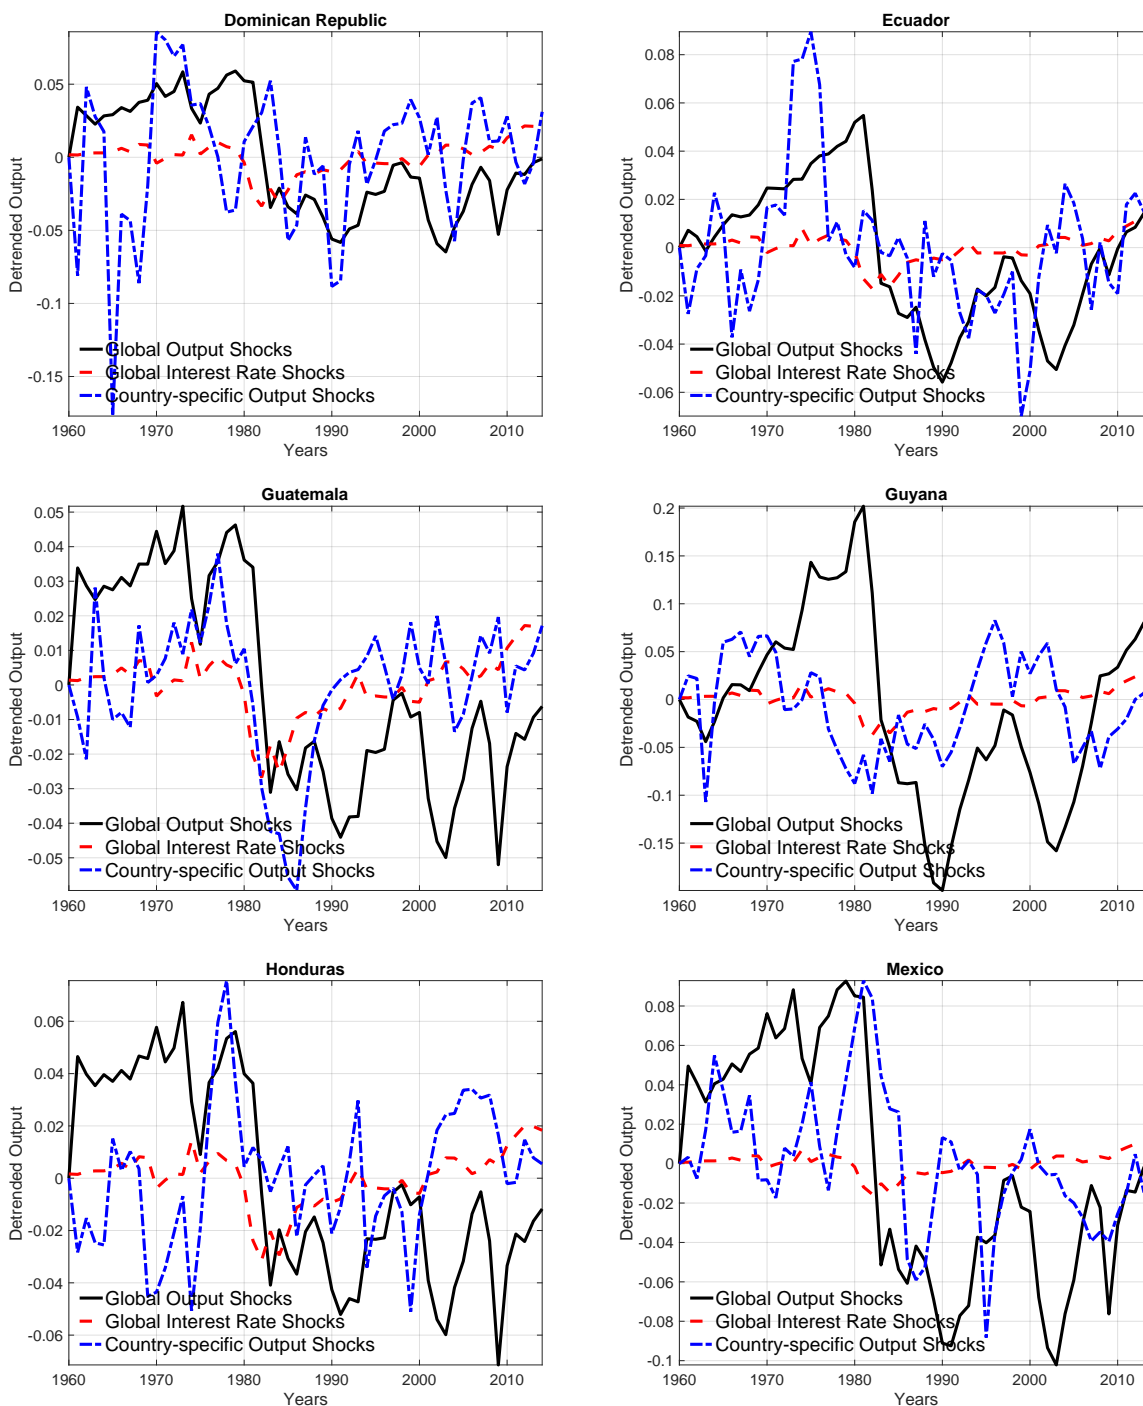 Dominican Republic
Detrended Output
0.05
0
-0.05
-0.1
-0.15
Global Output Shocks
Global Interest Rate Shocks
Country-specific Output Shocks
1960 1970 1980 1990 2000 2010
Years
Ecuador
Detrended Output
0.08
0.06
0.04
0.02
0
-0.02
-0.04
-0.06
Global Output Shocks
Global Interest Rate Shocks
Country-specific Output Shocks
1960 1970 1980 1990 2000 2010
Years
Guatemala
Detrended Output
0.05
0.04
0.03
0.02
0.01
0
-0.01
-0.02
-0.03
-0.04
-0.05
Global Output Shocks
Global Interest Rate Shocks
Country-specific Output Shocks
1960 1970 1980 1990 2000 2010
Years
Guyana
Detrended Output
0.2
0.15
0.1
0.05
0
-0.05
-0.1
-0.15
Global Output Shocks
Global Interest Rate Shocks
Country-specific Output Shocks
1960 1970 1980 1990 2000 2010
Years
Honduras
Detrended Output
0.06
0.04
0.02
0
-0.02
-0.04
-0.06
Global Output Shocks
Global Interest Rate Shocks
Country-specific Output Shocks
1960 1970 1980 1990 2000 2010
Years
Mexico
Detrended Output
0.08
0.06
0.04
0.02
0
-0.02
-0.04
-0.06
-0.08
-0.1
Global Output Shocks
Global Interest Rate Shocks
Country-specific Output Shocks
1960 1970 1980 1990 2000 2010
Years